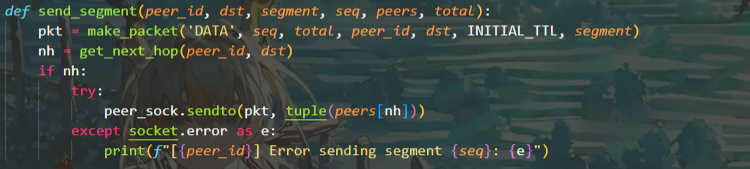 def send_segment(peer_id, dst, segment, seq, peers, total):
    pkt = make_packet('DATA', seq, total, peer_id, dst, INITIAL_TTL, segment)
    nh = get_next_hop(peer_id, dst)
    if nh:
        try:
            peer_sock.sendto(pkt, tuple(peers[nh]))
        except socket.error as e:
            print(f"[{peer_id}] Error sending segment {seq}: {e}")